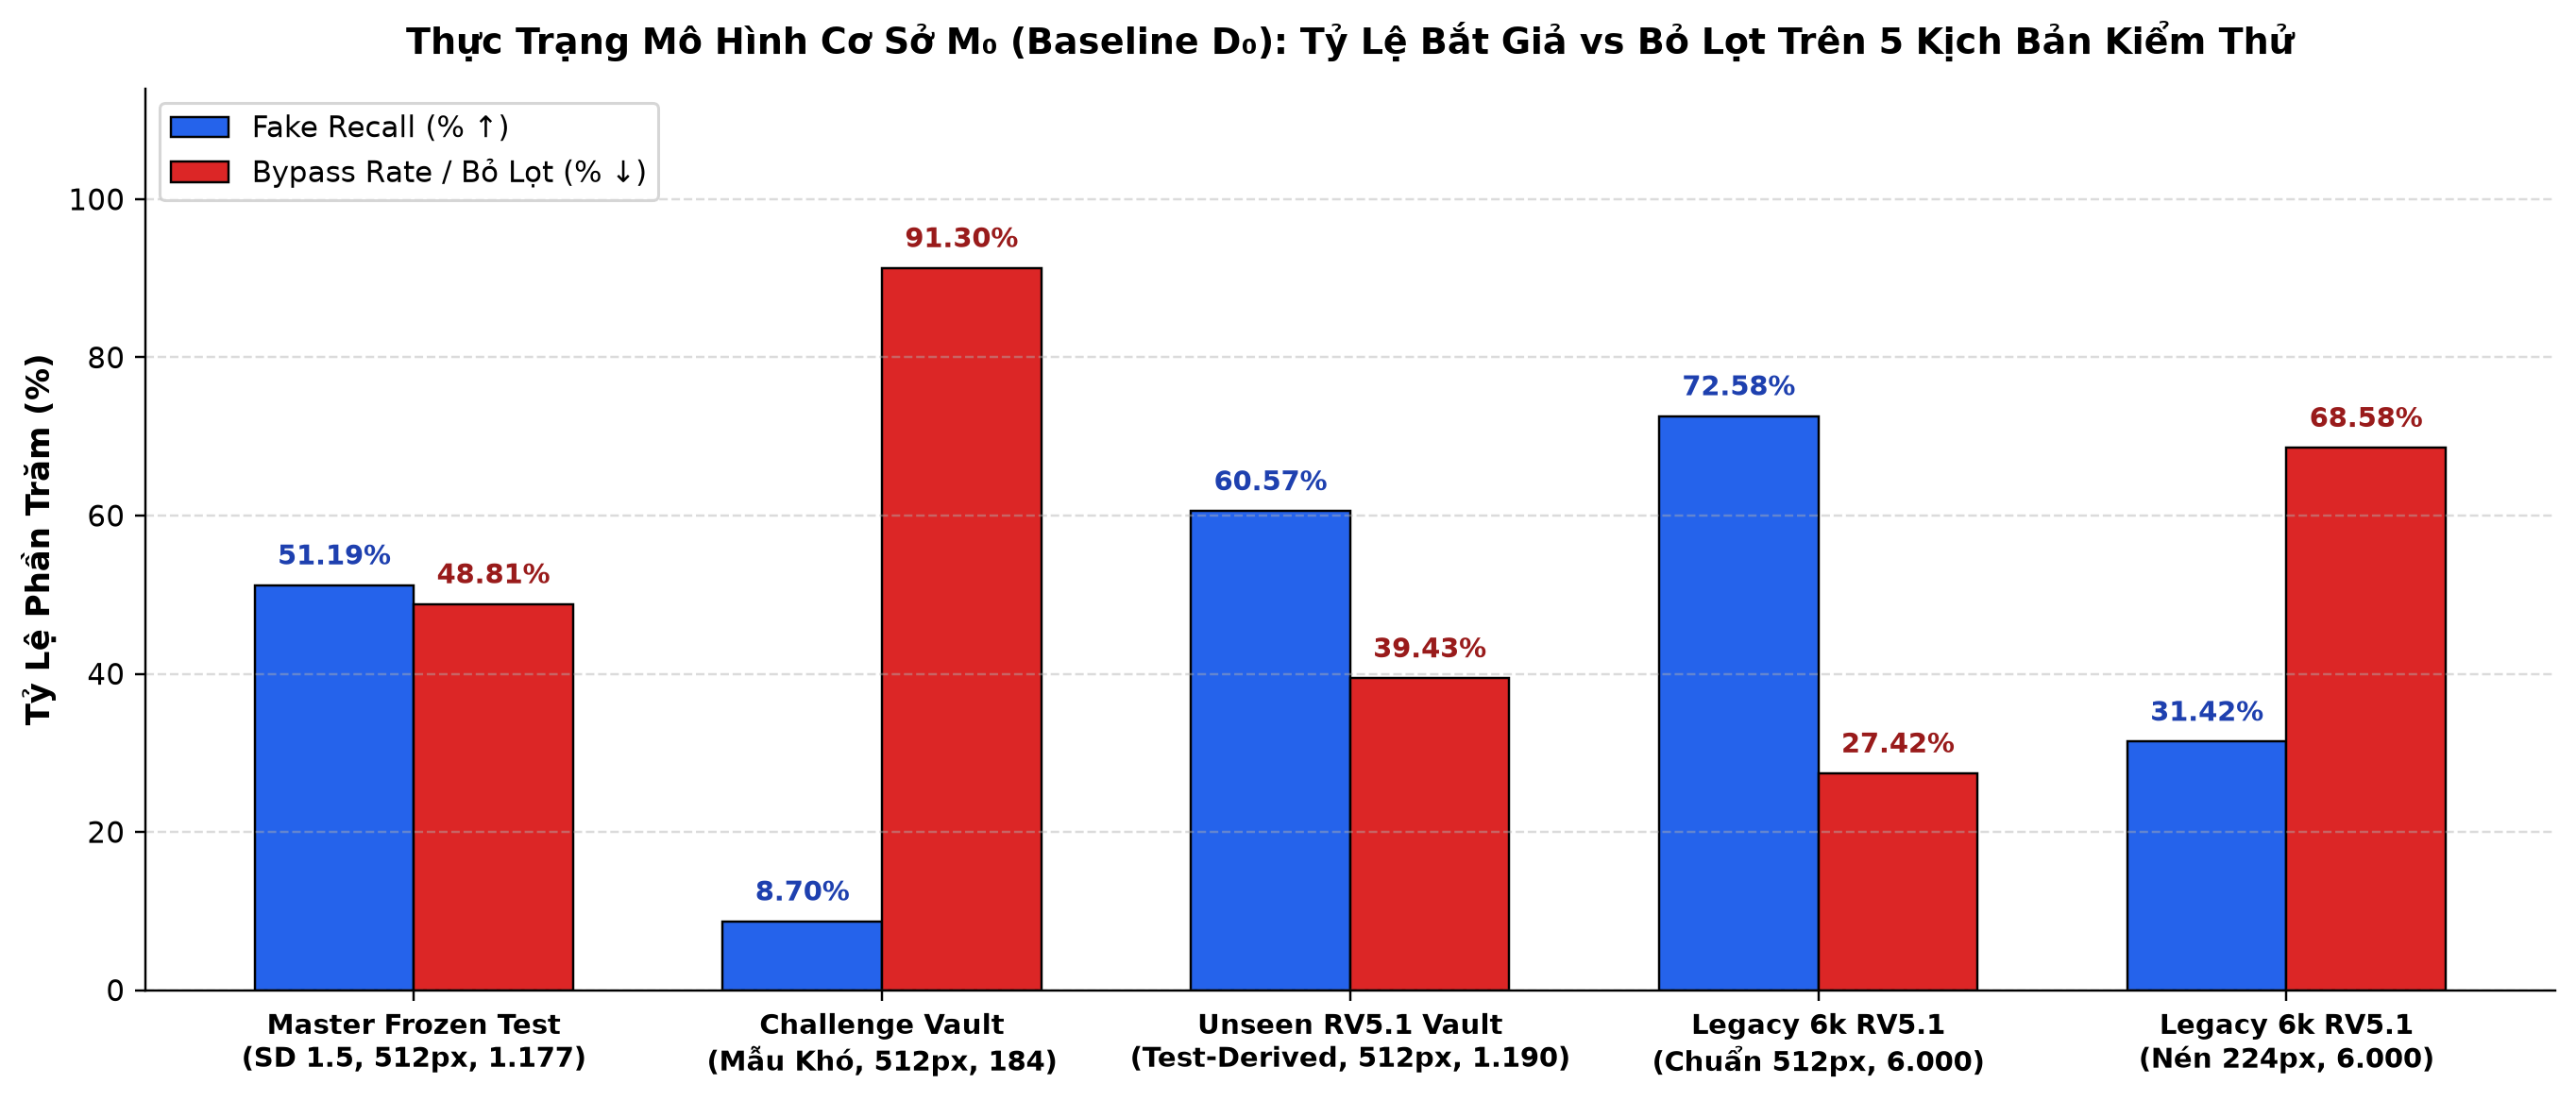 Thực Trạng Mô Hình Cơ Sở M₀ (Baseline D₀): Tỷ Lệ Bắt Giả vs Bỏ Lọt Trên 5 Kịch Bản Kiểm Thử
Fake Recall (% ↑)
Bypass Rate / Bỏ Lọt (% ↓)
Tỷ Lệ Phần Trăm (%)
100
80
60
40
20
0
51.19%
48.81%
8.70%
91.30%
60.57%
39.43%
72.58%
27.42%
31.42%
68.58%
Master Frozen Test
(SD 1.5, 512px, 1.177)
Challenge Vault
(Mẫu Khó, 512px, 184)
Unseen RV5.1 Vault
(Test-Derived, 512px, 1.190)
Legacy 6k RV5.1
(Chuẩn 512px, 6.000)
Legacy 6k RV5.1
(Nén 224px, 6.000)